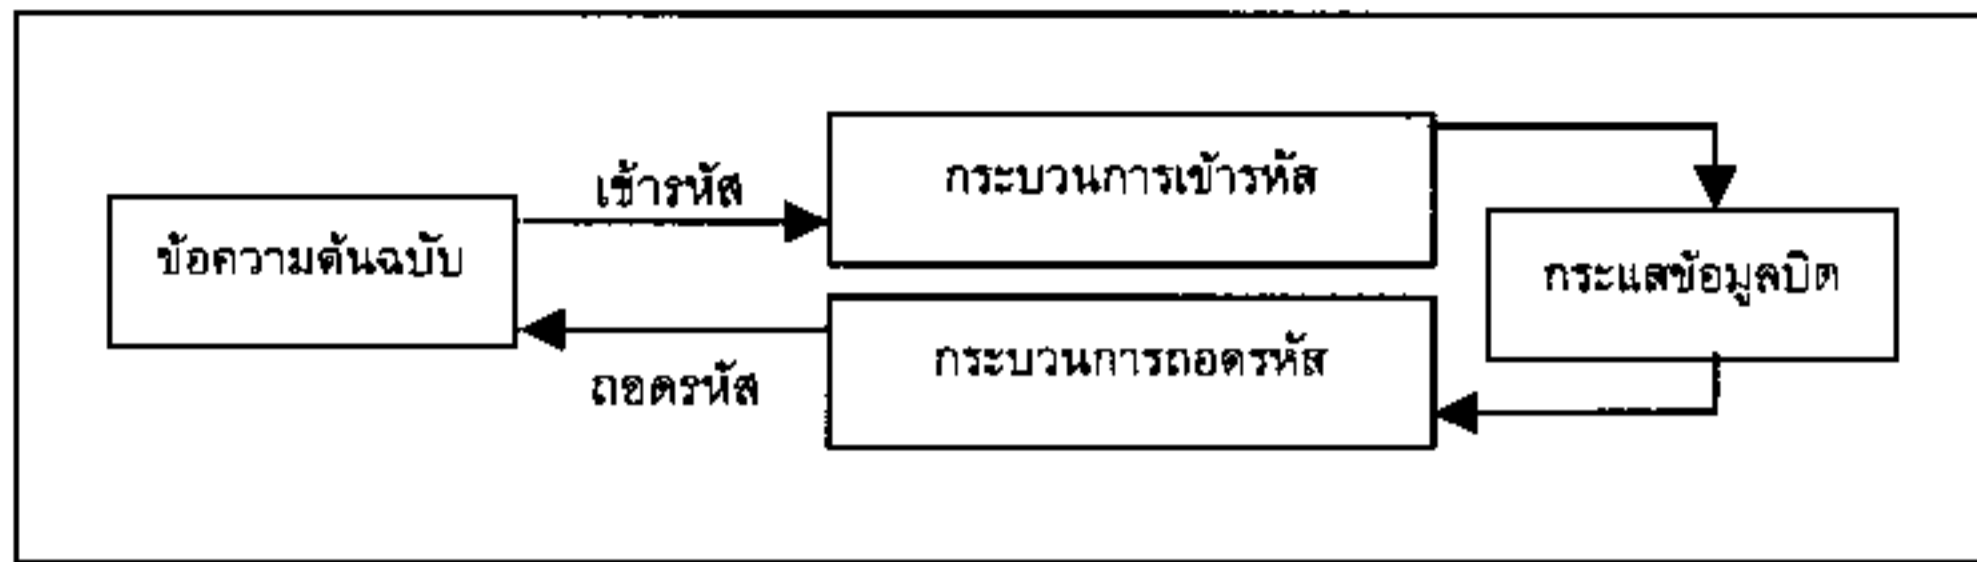 เข้ารหัส
กระบวนการเข้ารหัส
ข้อความต้นฉบับ
กระแสข้อมูลบิต
กระบวนการถอดรหัส
ถอดรหัส